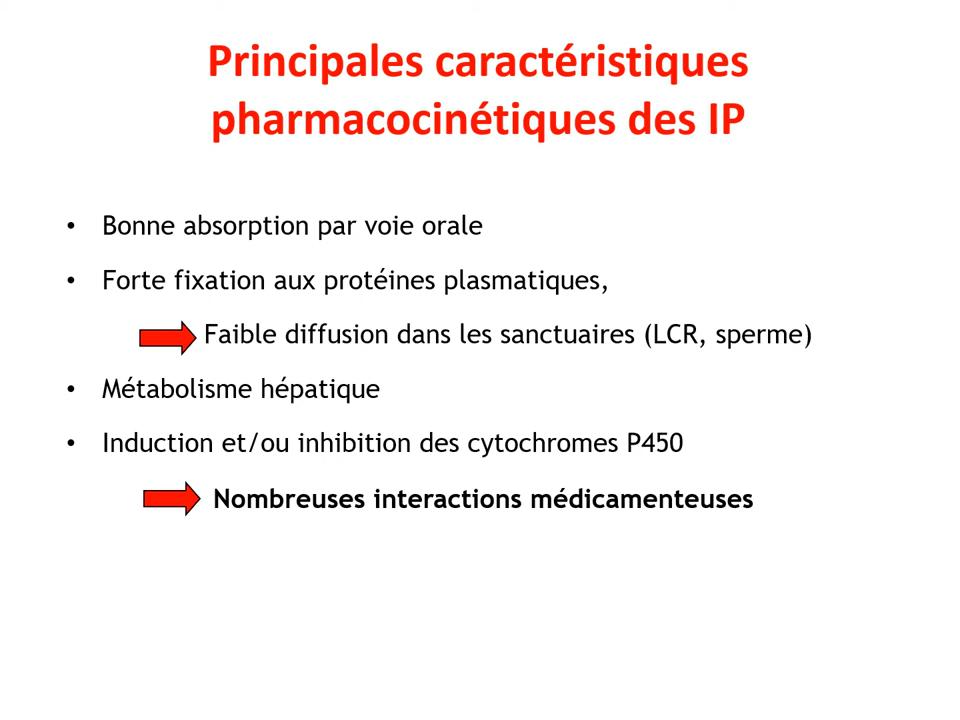 Principales caractéristiques
pharmacocinétiques des IP
• Bonne absorption par voie orale
• Forte fixation aux protéines plasmatiques,
Faible diffusion dans les sanctuaires (LCR, sperme)
• Métabolisme hépatique
• Induction et/ou inhibition des cytochromes P450
Nombreuses interactions médicamenteuses